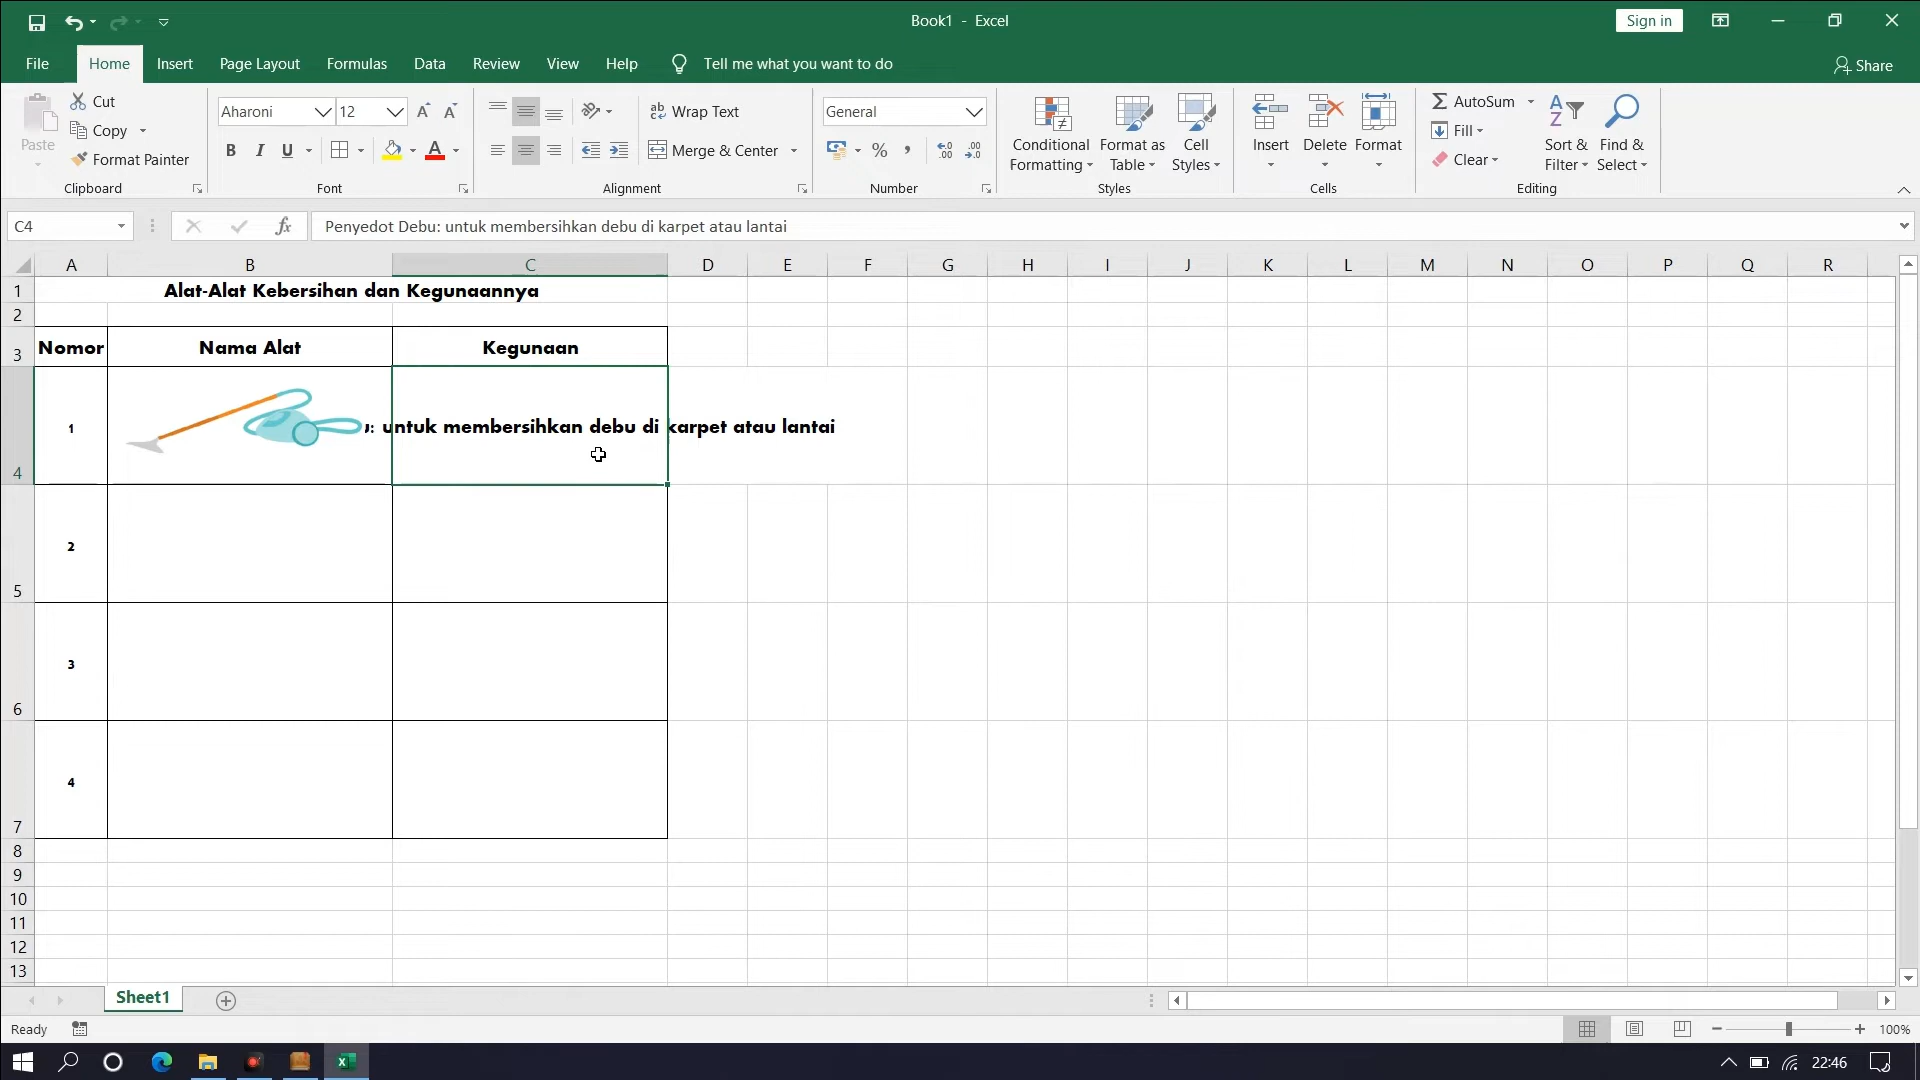 Book1 - Excel
Sign in
File Home Insert Page Layout Formulas Data Review View Help Tell me what you want to do Share
Paste
Cut
Copy
Format Painter
Clipboard
Aharoni 12
B I U
Font
Wrap Text
Merge & Center
Alignment
General
Number
Conditional Formatting
Format as Table
Cell Styles
Styles
Insert Delete Format
Cells
AutoSum
Fill
Clear
Sort & Filter
Find & Select
Editing
C4 fx Penyedot Debu: untuk membersihkan debu di karpet atau lantai
A B C D E F G H I J K L M N O P Q R
1 Alat-Alat Kebersihan dan Kegunaannya
2
3 Nomor Nama Alat Kegunaan
4 1 u: untuk membersihkan debu di karpet atau lantai
5 2
6 3
7 4
8
9
10
11
12
13
Sheet1
Ready 100%
22:46